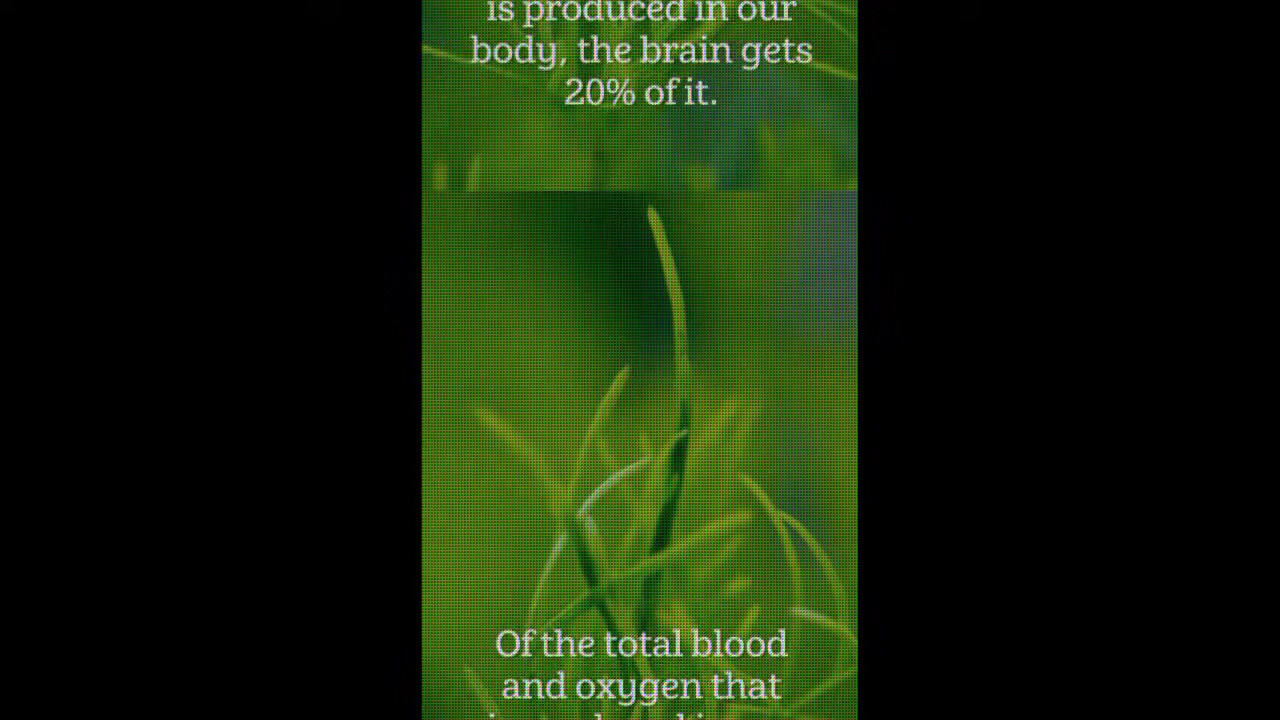 is produced in our
body, the brain gets
20% of it.
Of the total blood
and oxygen that